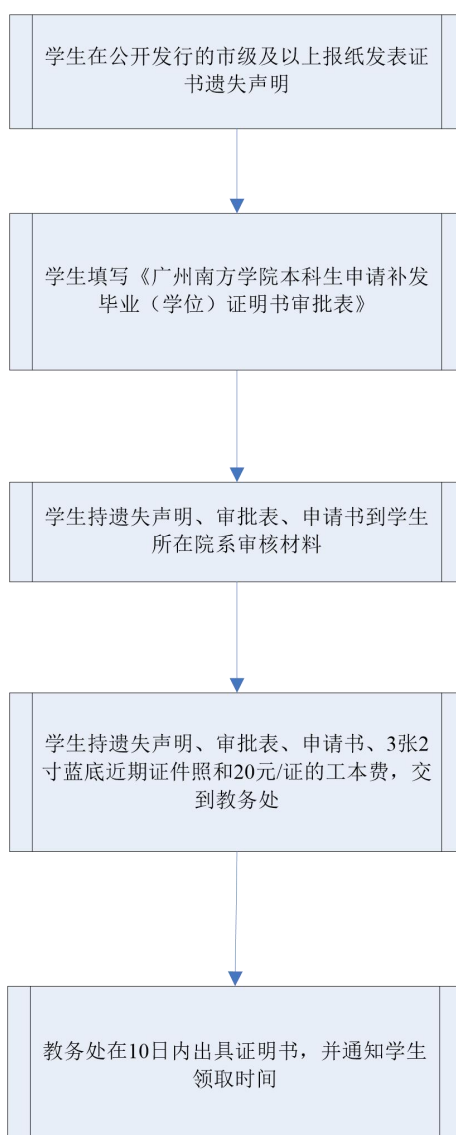 学生在公开发行的市级及以上报纸发表证
书遗失声明
学生填写《广州南方学院本科生申请补发
毕业（学位）证明书审批表》
学生持遗失声明、审批表、申请书到学生
所在院系审核材料
学生持遗失声明、审批表、申请书、3张2
寸蓝底近期证件照和20元/证的工本费，交
到教务处
教务处在10日内出具证明书，并通知学生
领取时间